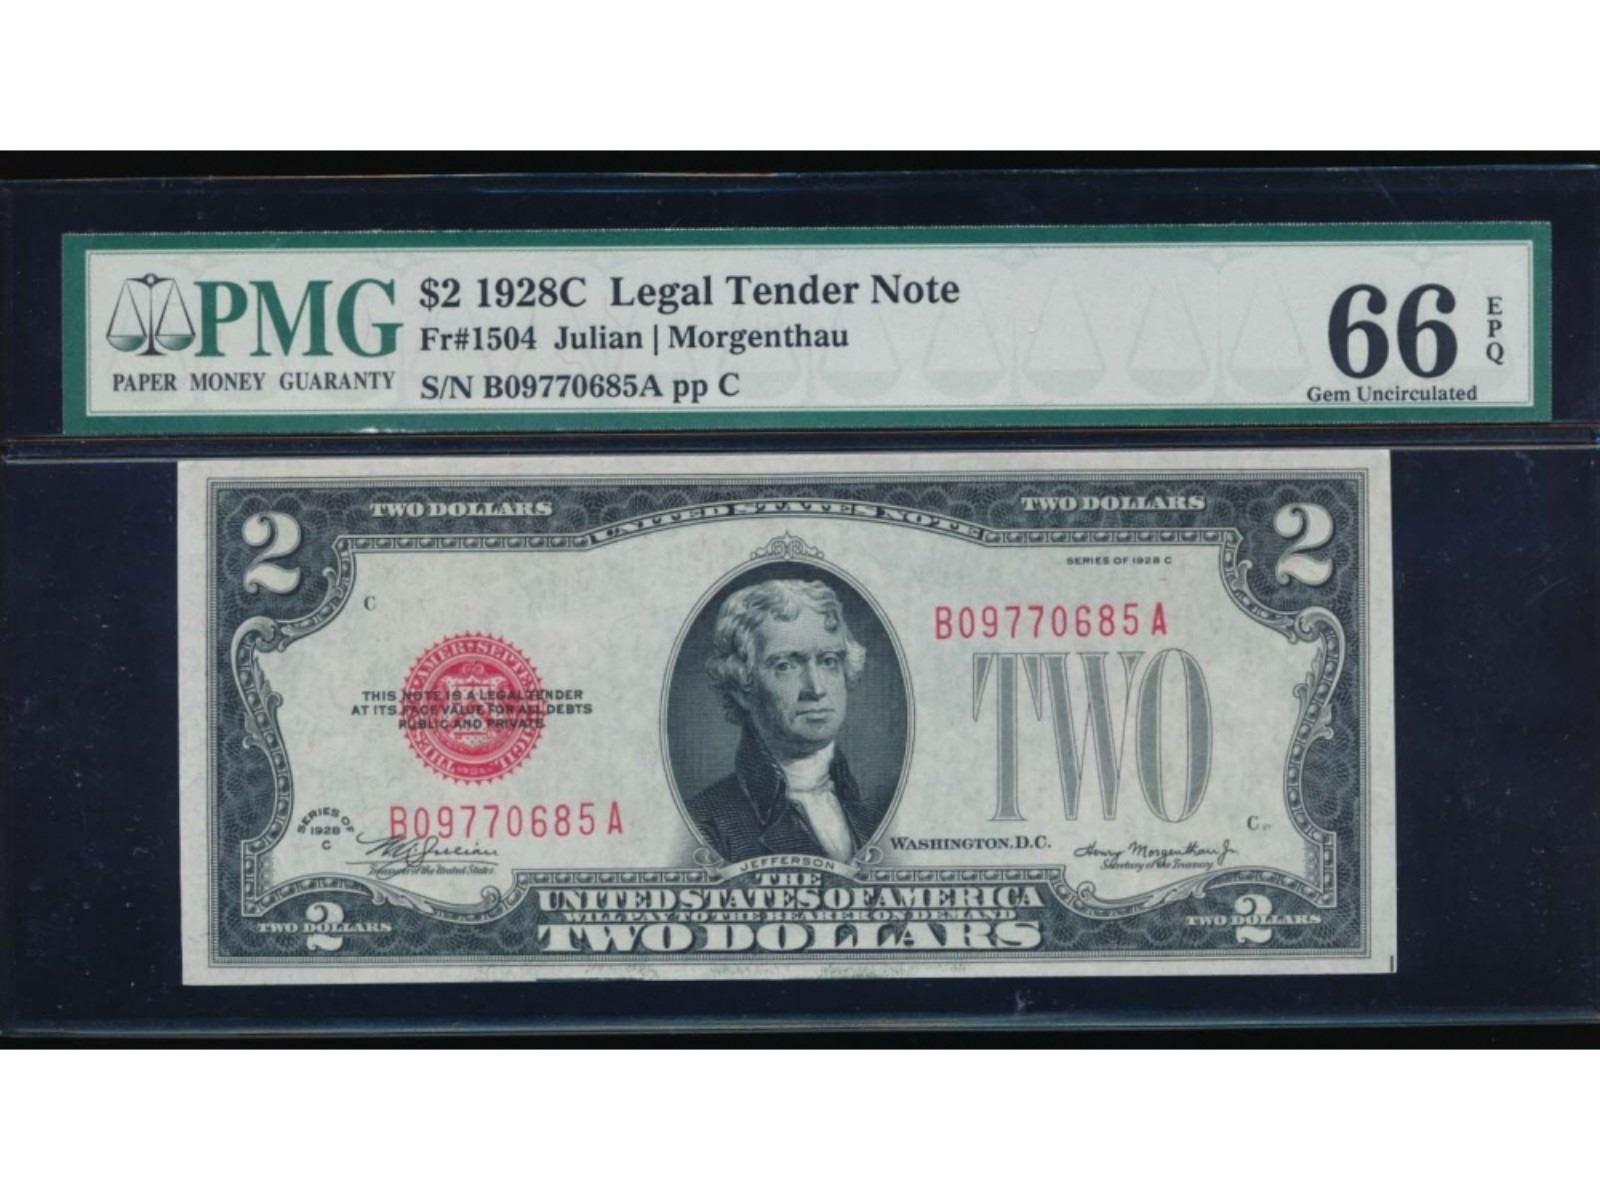 PMG
PAPER MONEY GUARANTY
$2 1928C Legal Tender Note
Fr#1504 Julian | Morgenthau
S/N B09770685A pp C
66
EPQ
Gem Uncirculated
2
TWO DOLLARS
UNITED STATES NOTE
TWO DOLLARS
2
SERIES OF 1928 C
C
B09770685A
THIS NOTE IS A LEGAL TENDER
AT ITS FACE VALUE FOR ALL DEBTS
PUBLIC AND PRIVATE
TWO
B09770685A
SERIES OF
1928
C
Treasurer of the United States.
JEFFERSON
WASHINGTON, D.C.
C
Henry Morgenthau Jr.
Secretary of the Treasury
THE
UNITED STATES OF AMERICA
WILL PAY TO THE BEARER ON DEMAND
TWO DOLLARS
TWO DOLLARS
2
TWO DOLLARS
2